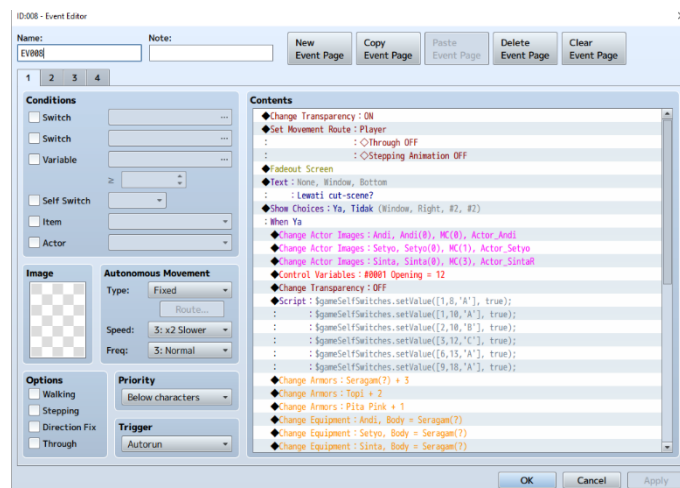 ID:008 - Event Editor
Name:
Note:
EV008
New Event Page
Copy Event Page
Paste Event Page
Delete Event Page
Clear Event Page
1 2 3 4
Conditions
Switch
Switch
Variable
≥
Self Switch
Item
Actor
Image
Autonomous Movement
Type: Fixed
Route...
Speed: 3: x2 Slower
Freq: 3: Normal
Options
Walking
Stepping
Direction Fix
Through
Priority
Below characters
Trigger
Autorun
Contents
◆Change Transparency : ON
◆Set Movement Route : Player
: : ◇Through OFF
: : ◇Stepping Animation OFF
◆Fadeout Screen
◆Text : None, Window, Bottom
: : Lewati cut-scene?
◆Show Choices : Ya, Tidak (Window, Right, #2, #2)
: When Ya
◆Change Actor Images : Andi, Andi(0), MC(0), Actor_Andi
◆Change Actor Images : Setyo, Setyo(0), MC(1), Actor_Setyo
◆Change Actor Images : Sinta, Sinta(0), MC(3), Actor_SintaR
◆Control Variables : #0001 Opening = 12
◆Change Transparency : OFF
◆Script : $gameSelfSwitches.setValue([1,8,'A'], true);
: : $gameSelfSwitches.setValue([1,10,'A'], true);
: : $gameSelfSwitches.setValue([2,10,'B'], true);
: : $gameSelfSwitches.setValue([3,12,'C'], true);
: : $gameSelfSwitches.setValue([6,13,'A'], true);
: : $gameSelfSwitches.setValue([9,18,'A'], true);
◆Change Armors : Seragam(?) + 3
◆Change Armors : Topi + 2
◆Change Armors : Pita Pink + 1
◆Change Equipment : Andi, Body = Seragam(?)
◆Change Equipment : Setyo, Body = Seragam(?)
◆Change Equipment : Sinta, Body = Seragam(?)
OK
Cancel
Apply